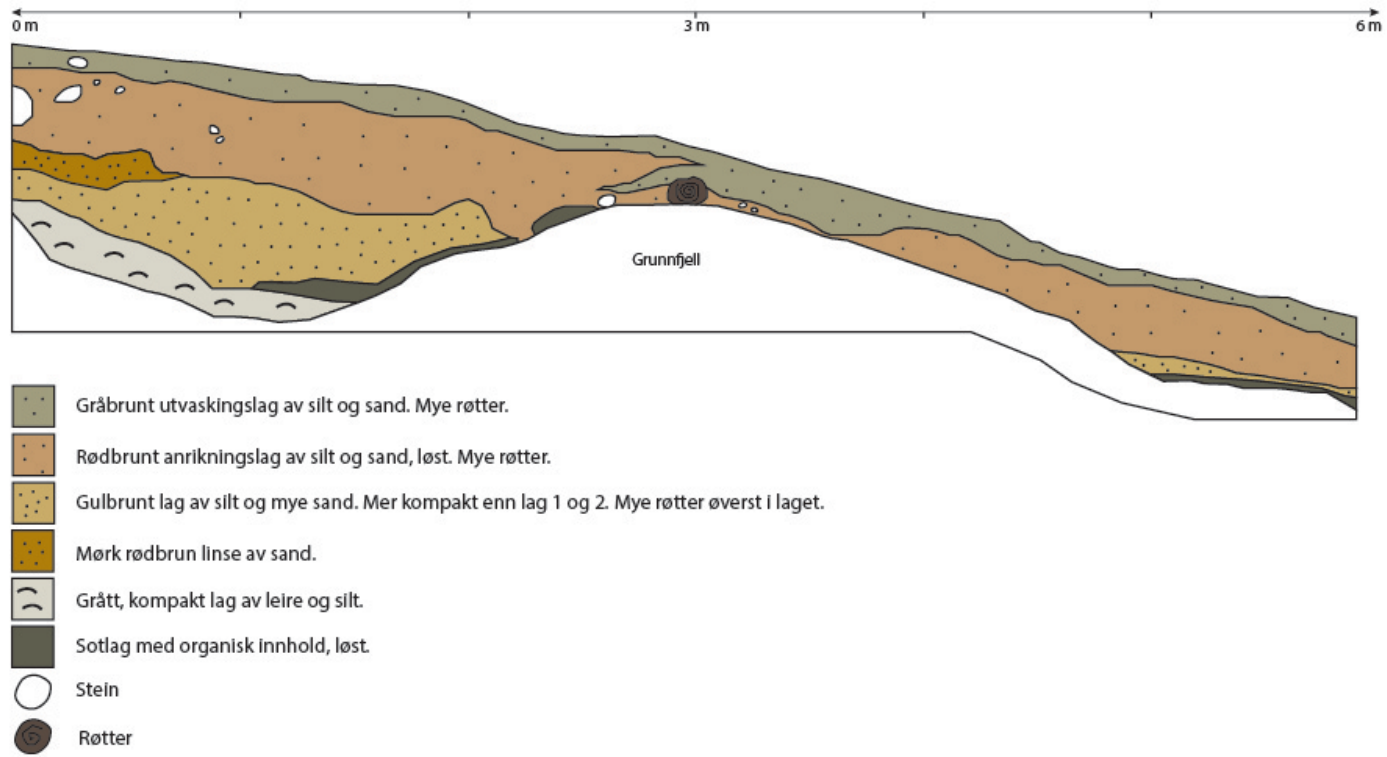 0 m 3 m 6 m
Grunnfjell
Gråbrunt utvaskingslag av silt og sand. Mye røtter.
Rødbrunt anrikningslag av silt og sand, løst. Mye røtter.
Gulbrunt lag av silt og mye sand. Mer kompakt enn lag 1 og 2. Mye røtter øverst i laget.
Mørk rødbrun linse av sand.
Grått, kompakt lag av leire og silt.
Sotlag med organisk innhold, løst.
Stein
Røtter